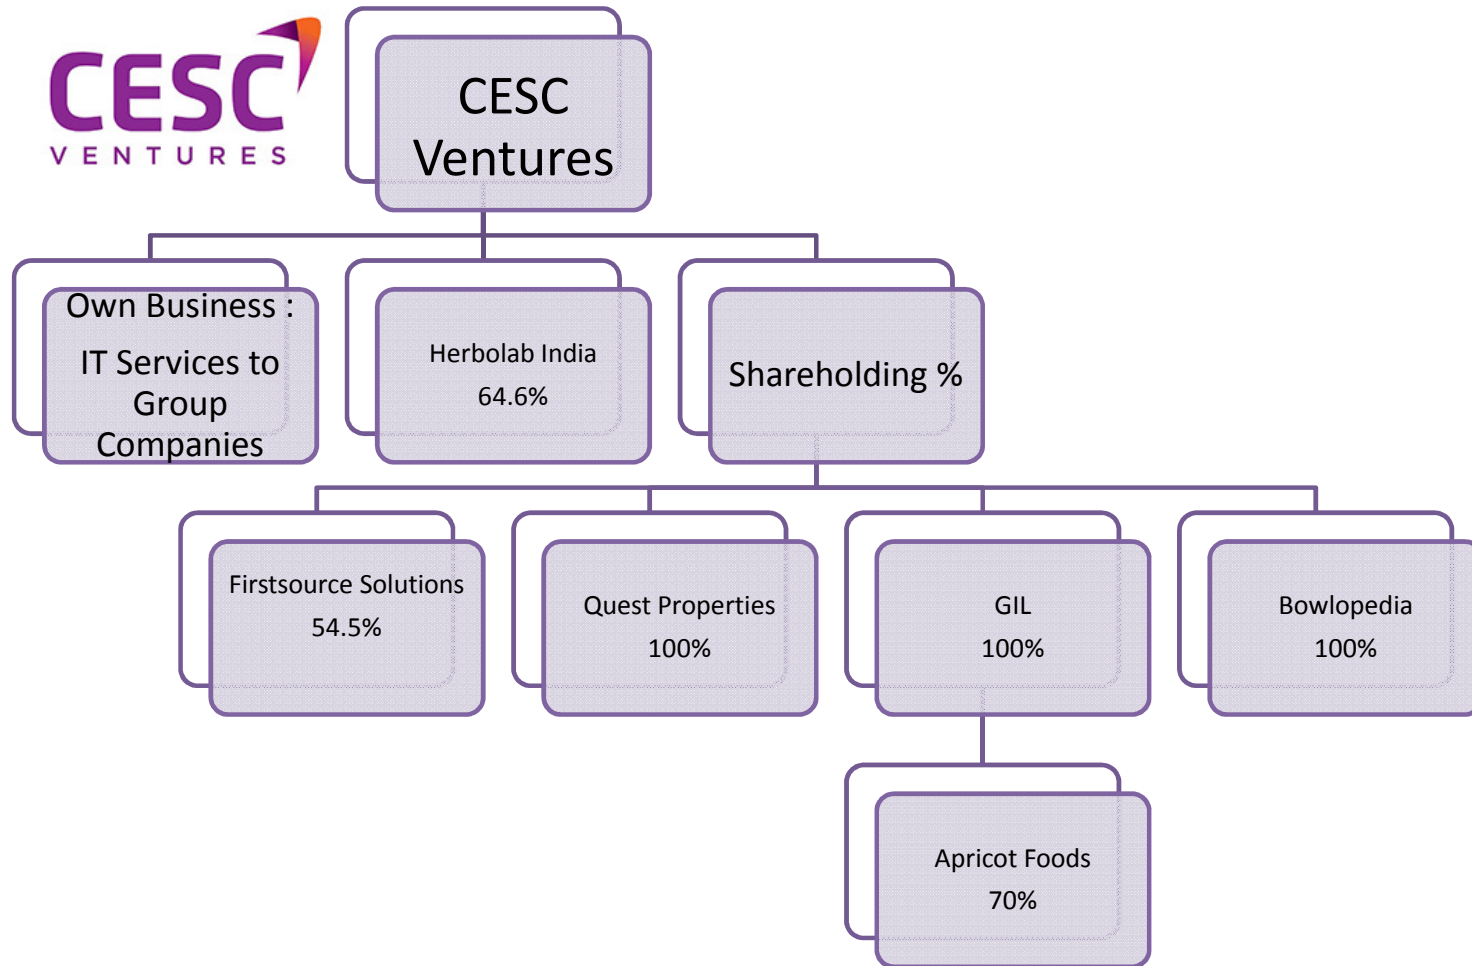 CESC
VENTURES
CESC
Ventures
Own Business :
IT Services to
Group
Companies
Herbolab India
64.6%
Shareholding %
Firstsource Solutions
54.5%
Quest Properties
100%
GIL
100%
Bowlopedia
100%
Apricot Foods
70%